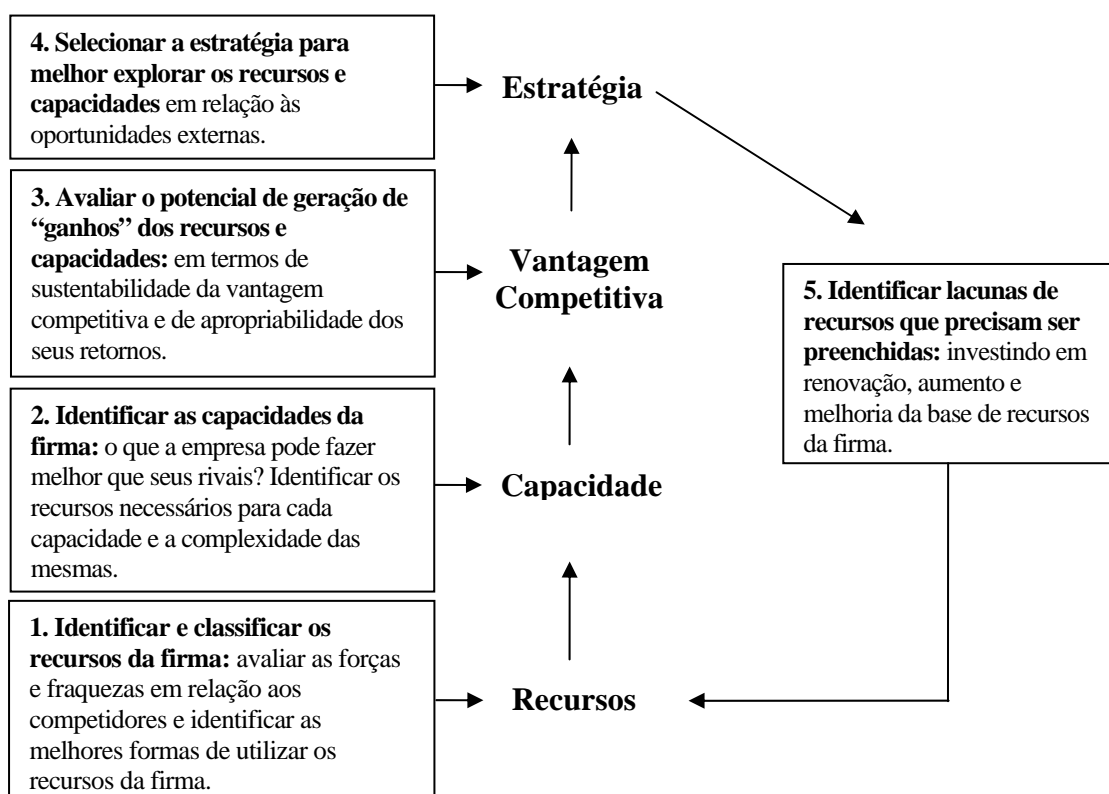 4. Selecionar a estratégia para
melhor explorar os recursos e
capacidades em relação às
oportunidades externas.
Estratégia
3. Avaliar o potencial de geração de
“ganhos” dos recursos e
capacidades: em termos de
sustentabilidade da vantagem
competitiva e de apropriabilidade dos
seus retornos.
Vantagem
Competitiva
5. Identificar lacunas de
recursos que precisam ser
preenchidas: investindo em
renovação, aumento e
melhoria da base de recursos
da firma.
2. Identificar as capacidades da
firma: o que a empresa pode fazer
melhor que seus rivais? Identificar os
recursos necessários para cada
capacidade e a complexidade das
mesmas.
Capacidade
1. Identificar e classificar os
recursos da firma: avaliar as forças
e fraquezas em relação aos
competidores e identificar as
melhores formas de utilizar os
recursos da firma.
Recursos